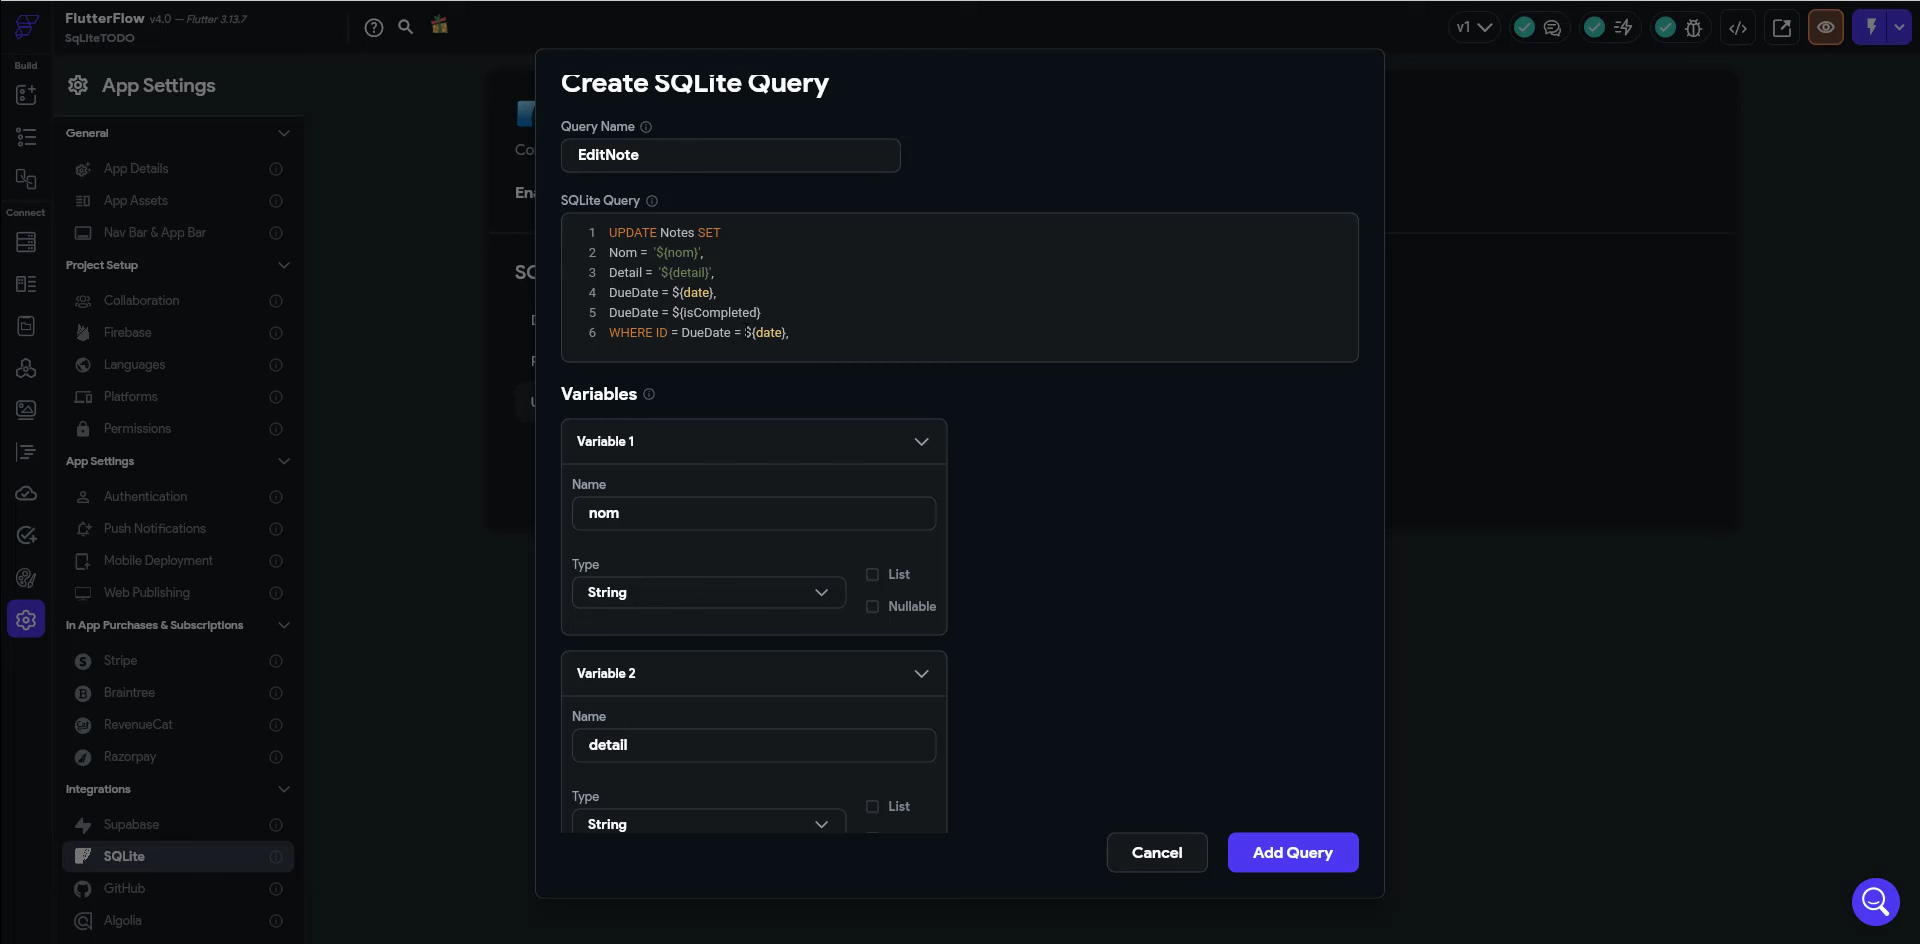 FlutterFlow v4.0 — Flutter 3.13.7
SqLIteTODO
v1
Build
Connect
App Settings
General
App Details
App Assets
Nav Bar & App Bar
Project Setup
Collaboration
Firebase
Languages
Platforms
Permissions
App Settings
Authentication
Push Notifications
Mobile Deployment
Web Publishing
In App Purchases & Subscriptions
Stripe
Braintree
RevenueCat
Razorpay
Integrations
Supabase
SQLite
GitHub
Algolia
Create SQLite Query
Query Name
EditNote
SQLite Query
1 UPDATE Notes SET
2 Nom = '${nom}',
3 Detail = '${detail}',
4 DueDate = ${date},
5 DueDate = ${isCompleted}
6 WHERE ID = DueDate = ${date},
Variables
Variable 1
Name
nom
Type
String
List
Nullable
Variable 2
Name
detail
Type
String
List
Cancel
Add Query